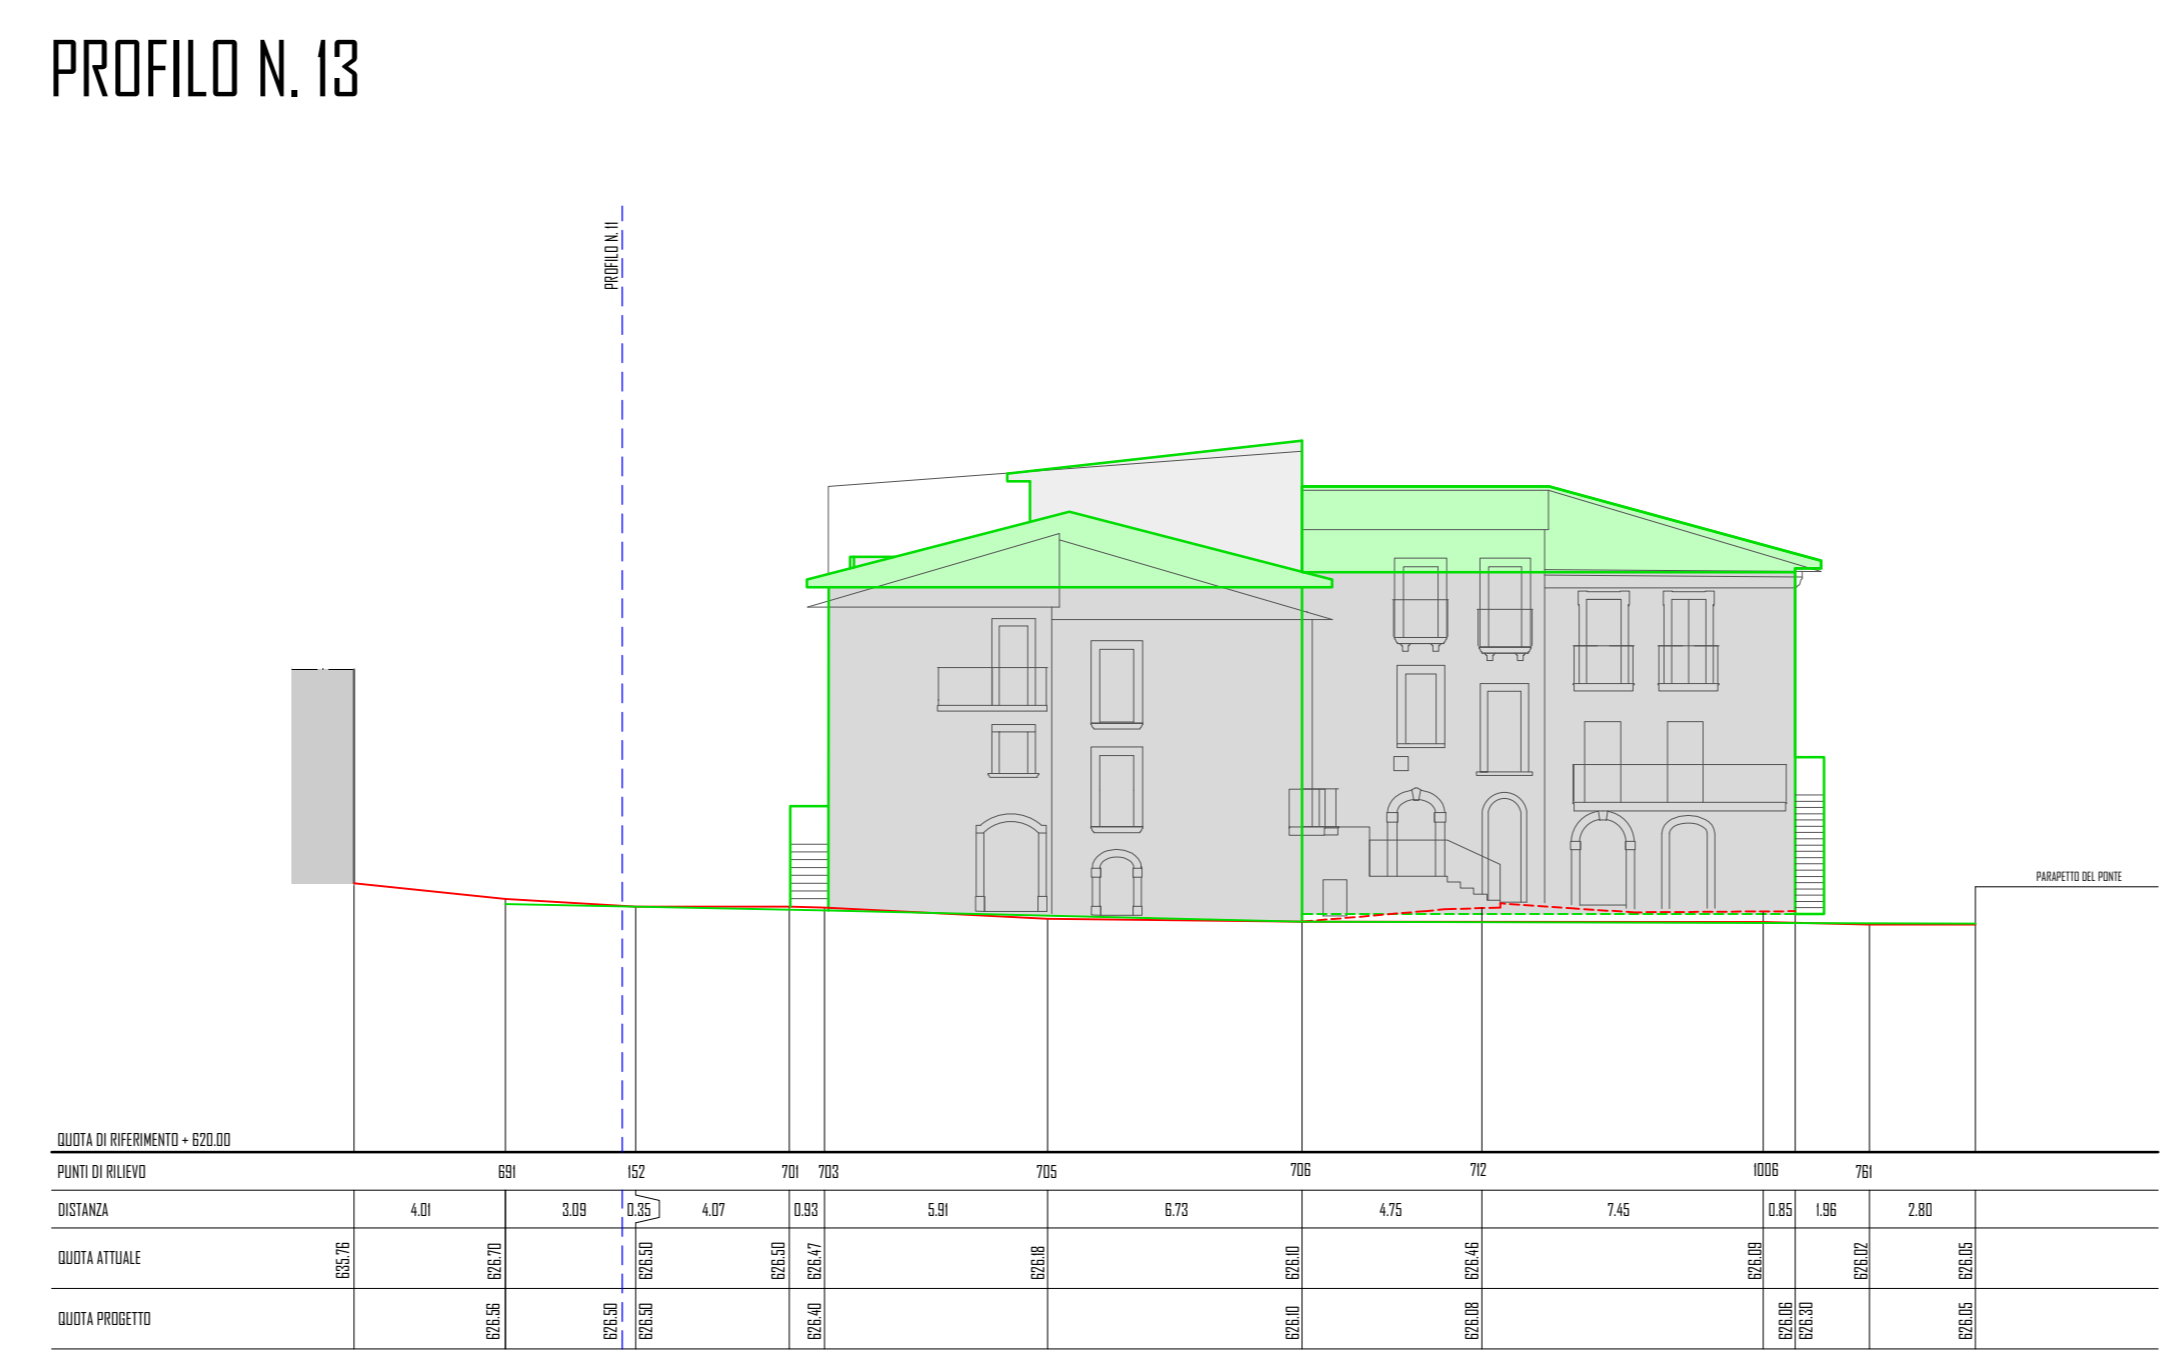 PROFILO N. 13
PROFILO N. 11
PARAPETTO DEL PONTE
QUOTA DI RIFERIMENTO + 620.00
PUNTI DI RILIEVO 691 152 701 703 705 706 712 1006 761
DISTANZA 4.01 3.09 0.35 4.07 0.93 5.91 6.73 4.75 7.45 0.85 1.96 2.80
QUOTA ATTUALE 635.76 626.70 626.50 626.50 626.47 626.18 626.10 626.46 626.09 626.02 626.05
QUOTA PROGETTO 626.56 626.50 626.50 626.40 626.10 626.08 626.06 626.30 626.05